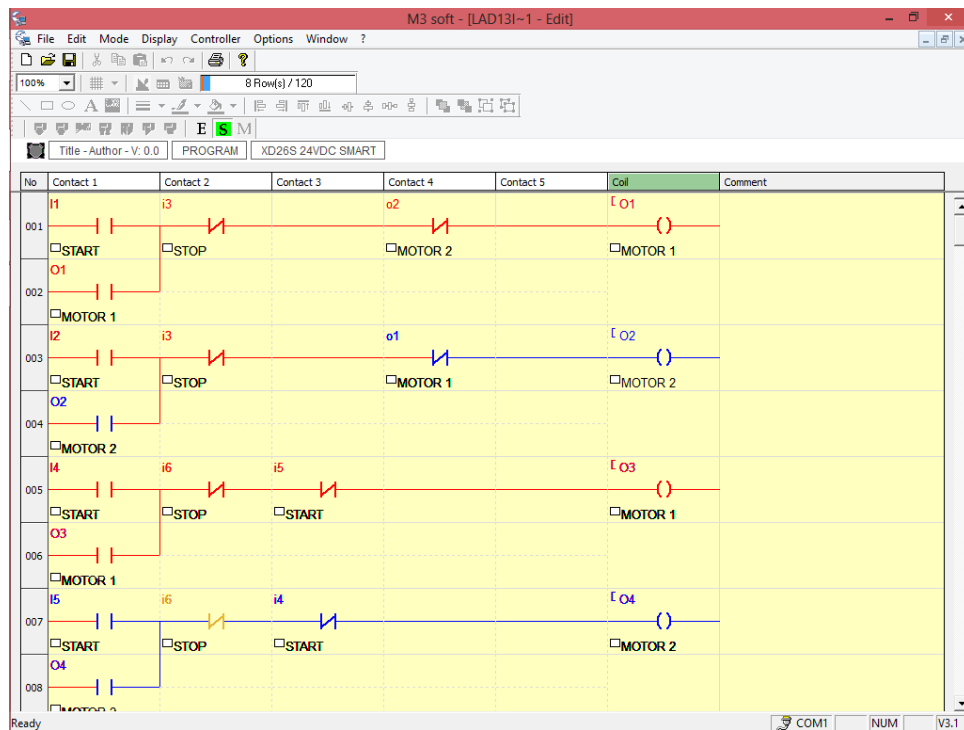 M3 soft - [LAD13I~1 - Edit]
File Edit Mode Display Controller Options Window ?
100% 8 Row(s) / 120
E S M
Title - Author - V: 0.0 PROGRAM XD26S 24VDC SMART
No Contact 1 Contact 2 Contact 3 Contact 4 Contact 5 Coil Comment
I1 i3 o2 [ O1
001
START STOP MOTOR 2 MOTOR 1
O1
002
MOTOR 1
I2 i3 o1 [ O2
003
START STOP MOTOR 1 MOTOR 2
O2
004
MOTOR 2
I4 i6 i5 [ O3
005
START STOP START MOTOR 1
O3
006
MOTOR 1
I5 i6 i4 [ O4
007
START STOP START MOTOR 2
O4
008
MOTOR 2
Ready COM1 NUM V3.1